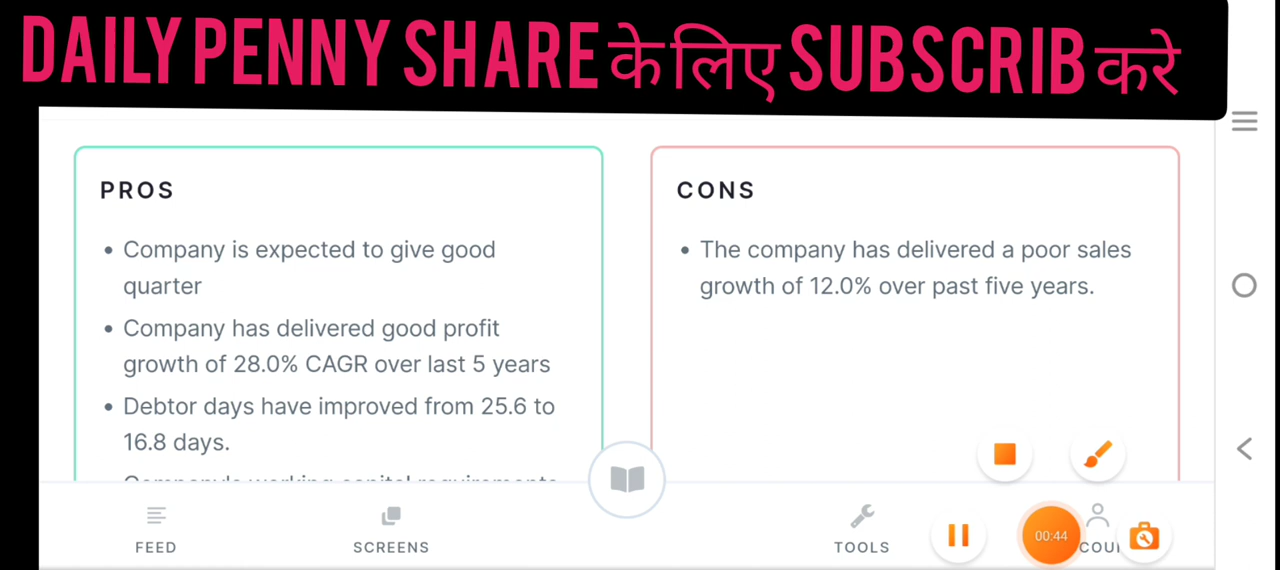 DAILY PENNY SHARE के लिए SUBSCRIB करे
PROS
• Company is expected to give good
quarter
• Company has delivered good profit
growth of 28.0% CAGR over last 5 years
• Debtor days have improved from 25.6 to
16.8 days.
CONS
• The company has delivered a poor sales
growth of 12.0% over past five years.
FEED
SCREENS
TOOLS
00:44